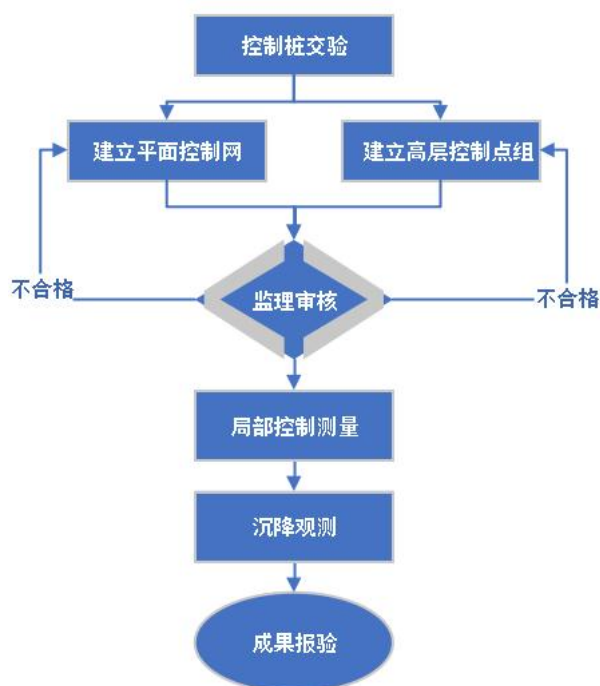 控制桩交验
建立平面控制网
建立高层控制点组
不合格
监理审核
不合格
局部控制测量
沉降观测
成果报验